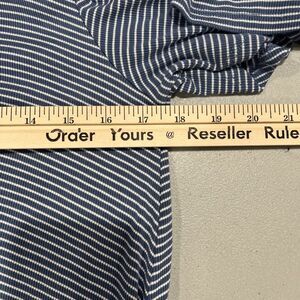 14 15 16 17 18 19 20 21
Order Yours @ Reseller Rule